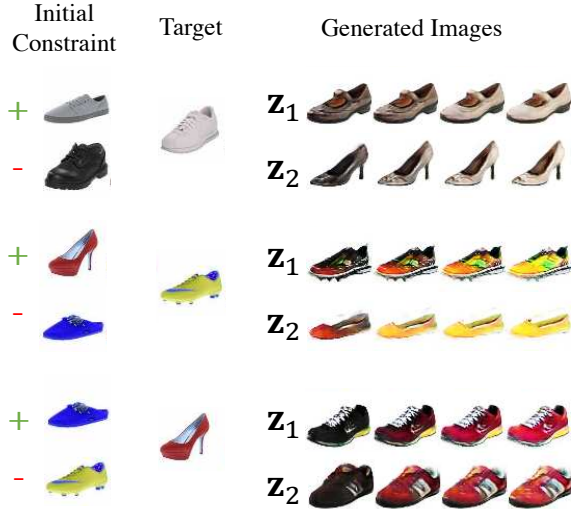 Initial Constraint
Target
Generated Images
+
z1
-
z2
+
z1
-
z2
+
z1
-
z2